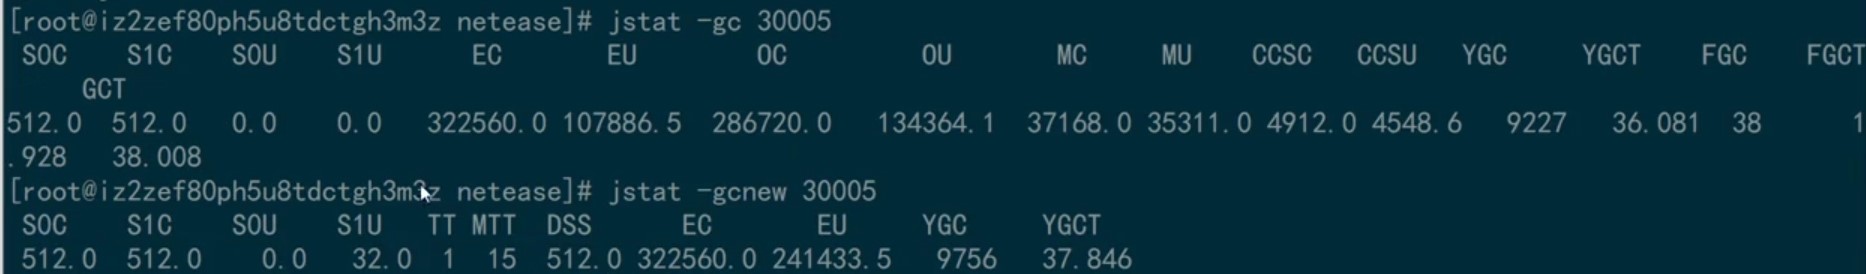 [root@iz2zef80ph5u8tdctgh3m3z netease]# jstat -gc 30005
S0C S1C S0U S1U EC EU OC OU MC MU CCSC CCSU YGC YGCT FGC FGCT
GCT
512.0 512.0 0.0 0.0 322560.0 107886.5 286720.0 134364.1 37168.0 35311.0 4912.0 4548.6 9227 36.081 38 1
.928 38.008
[root@iz2zef80ph5u8tdctgh3m3z netease]# jstat -gcnew 30005
S0C S1C S0U S1U TT MTT DSS EC EU YGC YGCT
512.0 512.0 0.0 32.0 1 15 512.0 322560.0 241433.5 9756 37.846